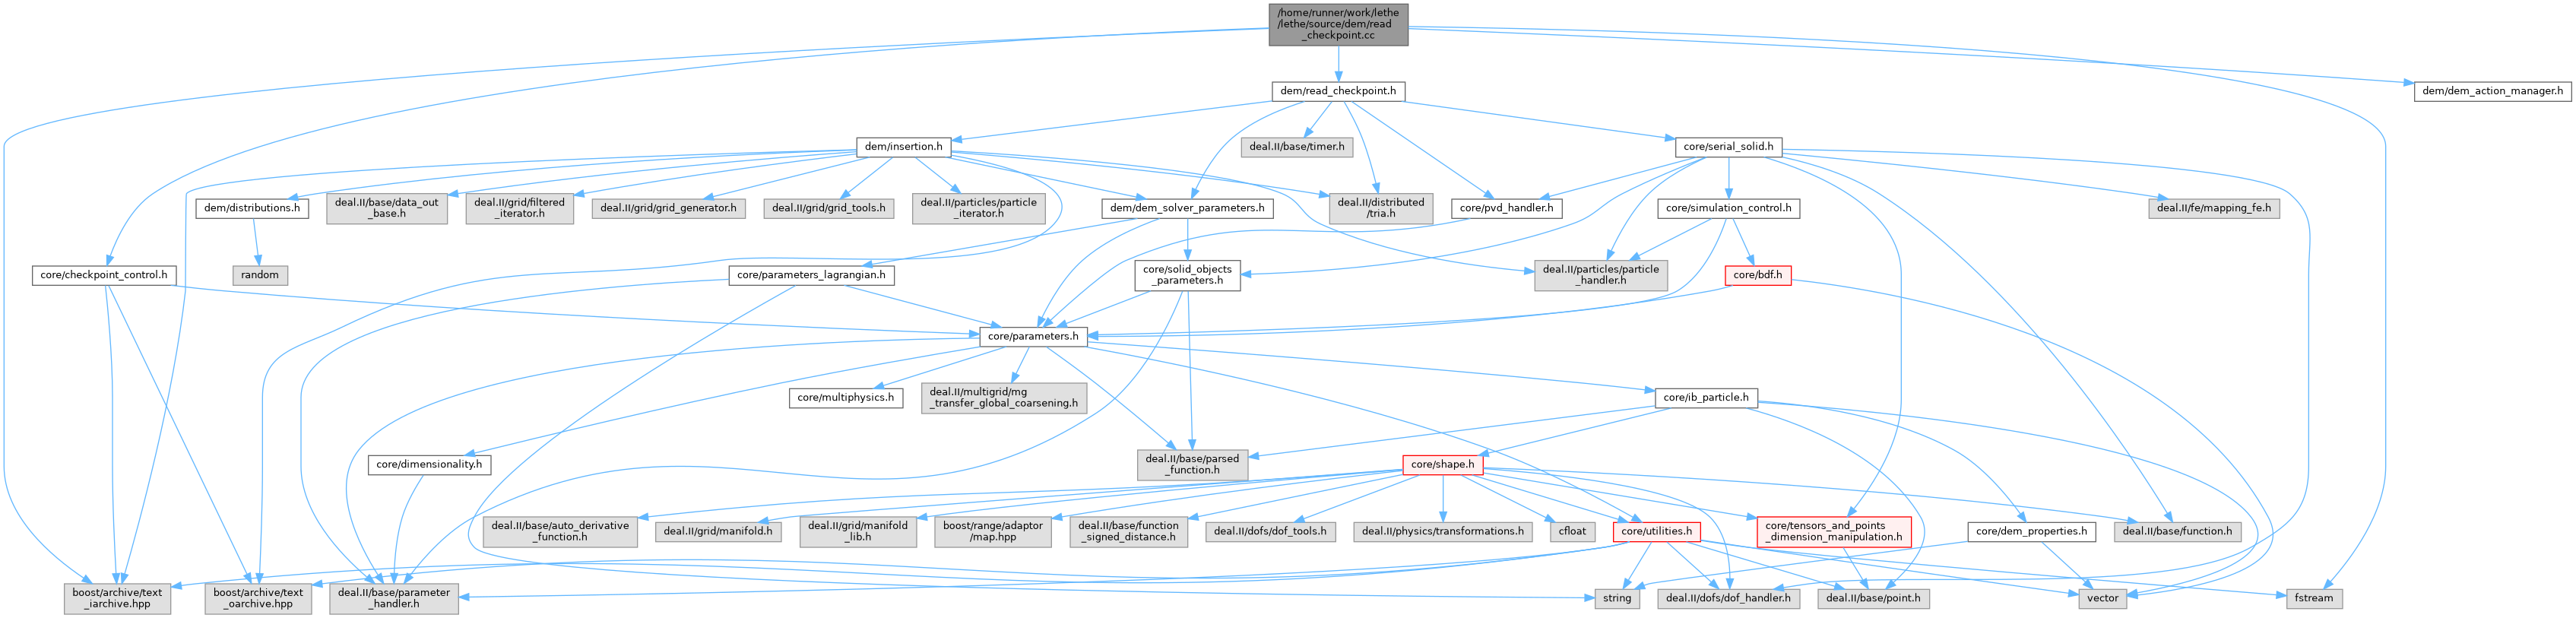 /home/runner/work/lethe
/lethe/source/dem/read
_checkpoint.cc
dem/read_checkpoint.h
dem/dem_action_manager.h
dem/insertion.h
deal.II/base/timer.h
core/serial_solid.h
dem/distributions.h
deal.II/base/data_out
_base.h
deal.II/grid/filtered
_iterator.h
deal.II/grid/grid_generator.h
deal.II/grid/grid_tools.h
deal.II/particles/particle
_iterator.h
dem/dem_solver_parameters.h
deal.II/distributed
/tria.h
core/pvd_handler.h
core/simulation_control.h
deal.II/fe/mapping_fe.h
core/checkpoint_control.h
random
core/parameters_lagrangian.h
core/solid_objects
_parameters.h
deal.II/particles/particle
_handler.h
core/bdf.h
core/parameters.h
core/multiphysics.h
deal.II/multigrid/mg
_transfer_global_coarsening.h
core/ib_particle.h
core/dimensionality.h
deal.II/base/parsed
_function.h
core/shape.h
deal.II/base/auto_derivative
_function.h
deal.II/grid/manifold.h
deal.II/grid/manifold
_lib.h
boost/range/adaptor
/map.hpp
deal.II/base/function
_signed_distance.h
deal.II/dofs/dof_tools.h
deal.II/physics/transformations.h
cfloat
core/utilities.h
core/tensors_and_points
_dimension_manipulation.h
core/dem_properties.h
deal.II/base/function.h
boost/archive/text
_iarchive.hpp
boost/archive/text
_oarchive.hpp
deal.II/base/parameter
_handler.h
string
deal.II/dofs/dof_handler.h
deal.II/base/point.h
vector
fstream